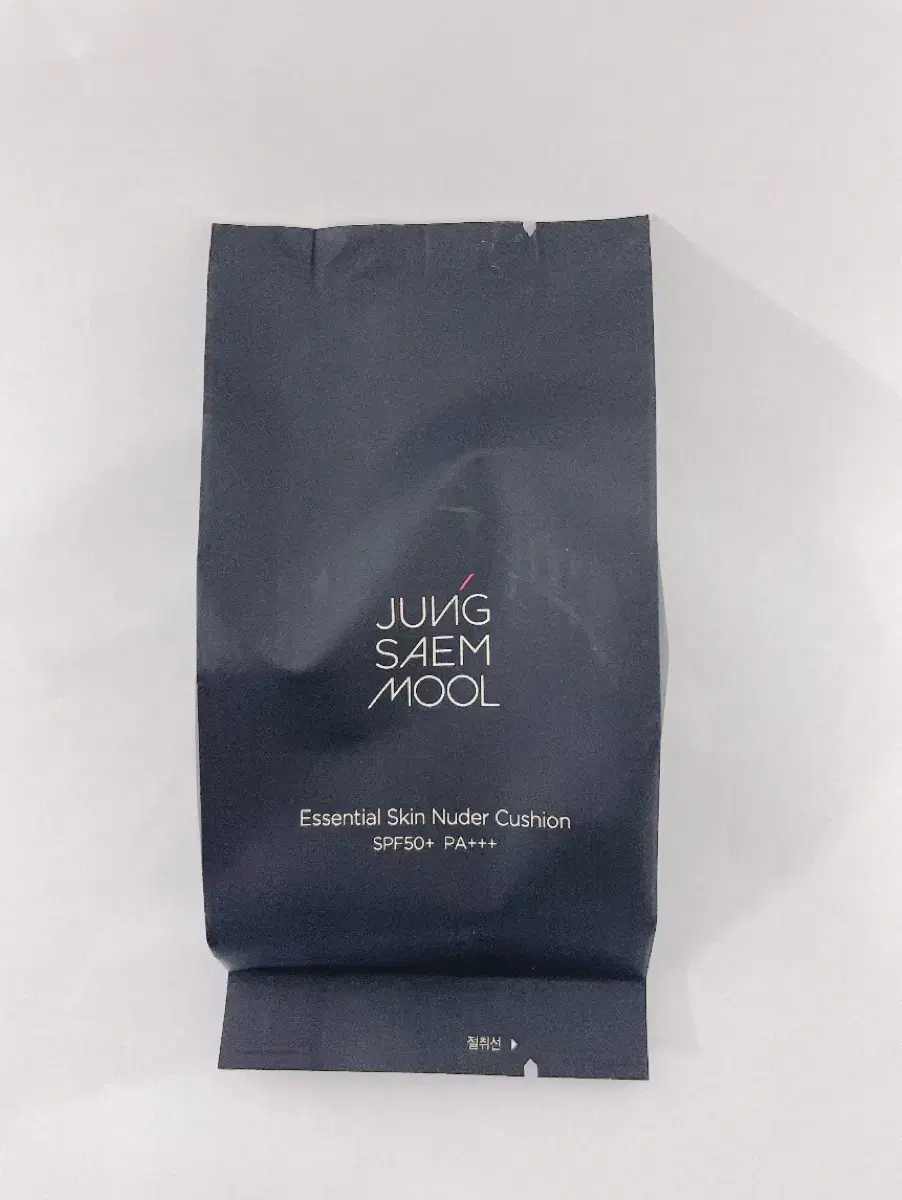 JUNG
SAEM
MOOL
Essential Skin Nuder Cushion
SPF50+ PA+++
절취선